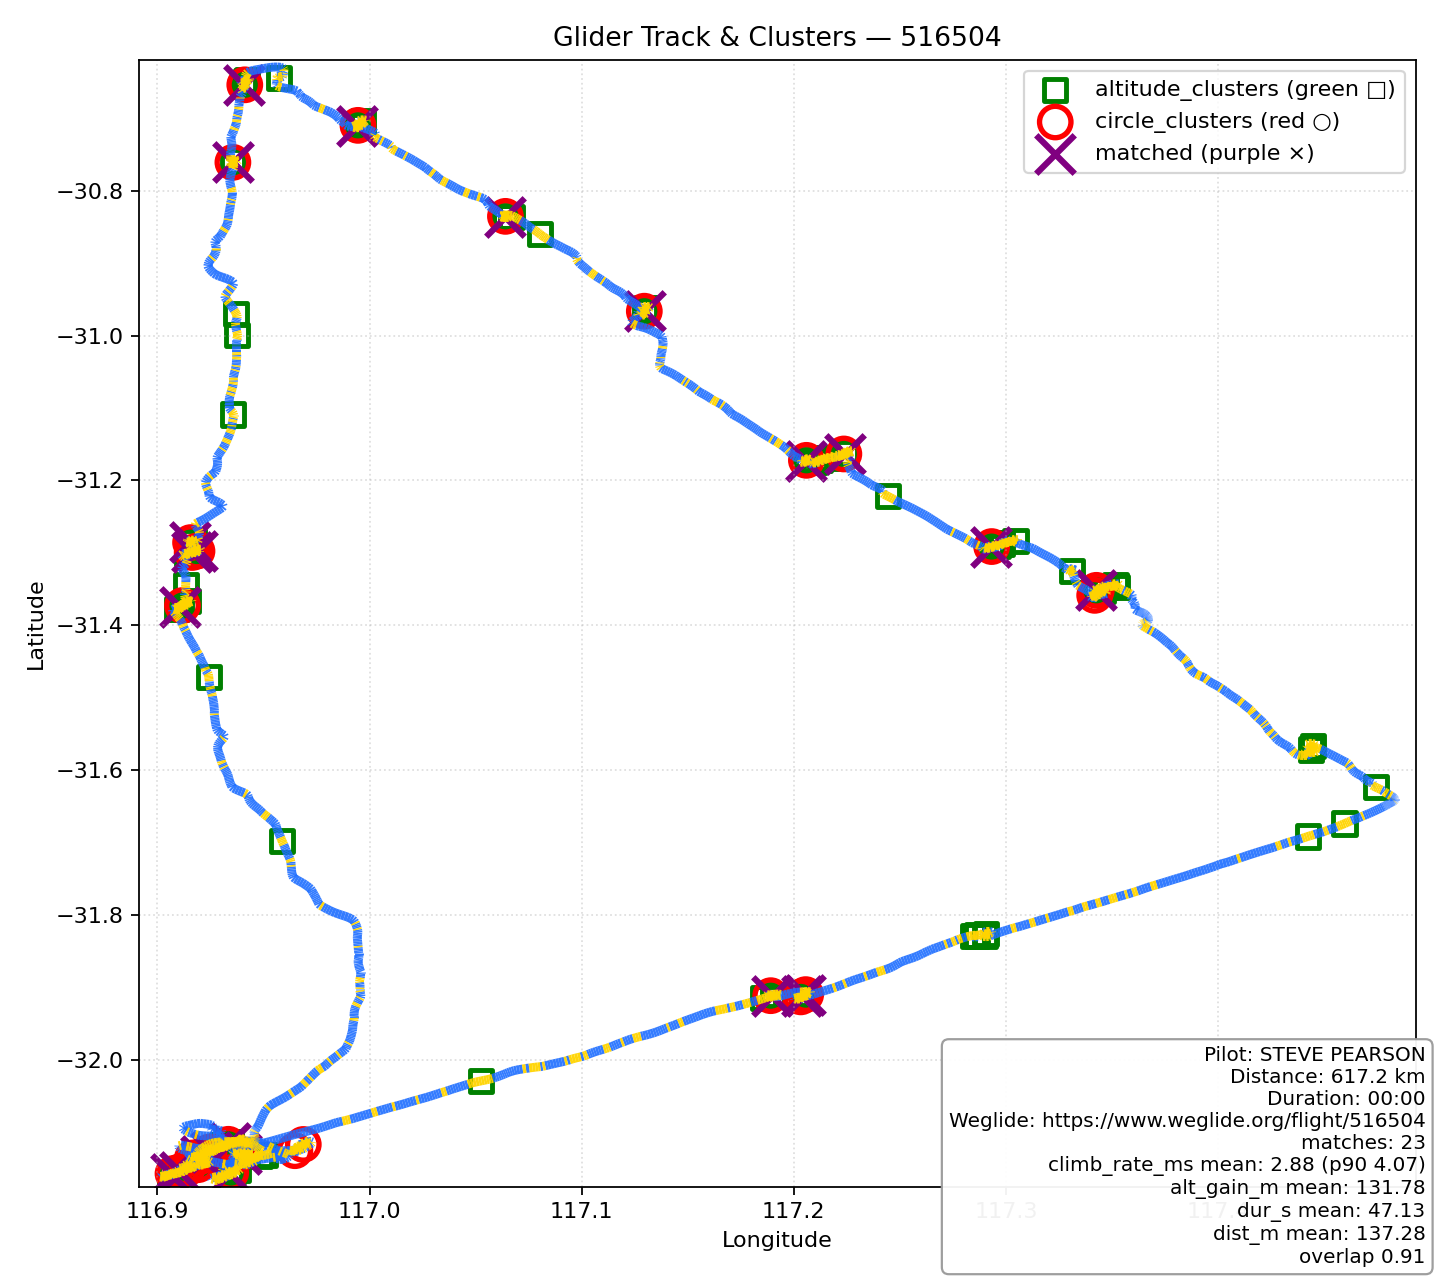 Glider Track & Clusters — 516504
altitude_clusters (green □)
circle_clusters (red ○)
matched (purple ×)
−30.8
−31.0
−31.2
−31.4
−31.6
−31.8
−32.0
Latitude
116.9
117.0
117.1
117.2
117.3
Longitude
Pilot: STEVE PEARSON
Distance: 617.2 km
Duration: 00:00
Weglide: https://www.weglide.org/flight/516504
matches: 23
climb_rate_ms mean: 2.88 (p90 4.07)
alt_gain_m mean: 131.78
dur_s mean: 47.13
dist_m mean: 137.28
overlap 0.91